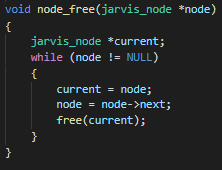 void node_free(jarvis_node *node)
{
    jarvis_node *current;
    while (node != NULL)
    {
        current = node;
        node = node->next;
        free(current);
    }
}